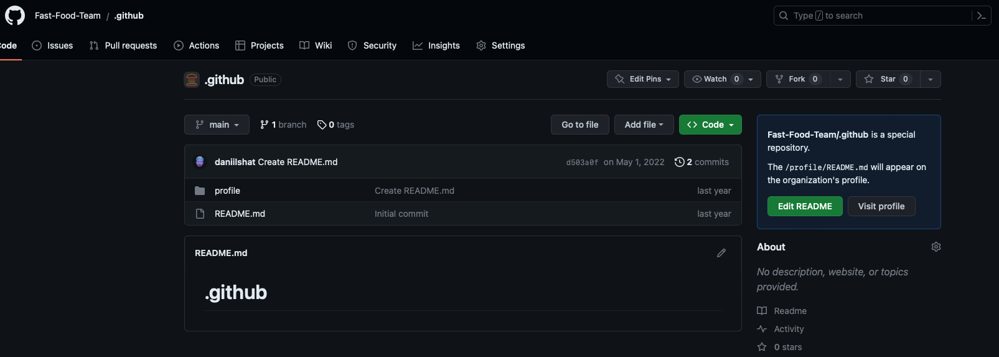 Fast-Food-Team / .github
Type / to search
Code Issues Pull requests Actions Projects Wiki Security Insights Settings
.github Public
Edit Pins Watch 0 Fork 0 Star 0
main 1 branch 0 tags Go to file Add file <> Code
daniilshat Create README.md d503a0f on May 1, 2022 2 commits
profile Create README.md last year
README.md Initial commit last year
README.md
.github
Fast-Food-Team/.github is a special
repository.
The /profile/README.md will appear on
the organization's profile.
Edit README Visit profile
About
No description, website, or topics
provided.
Readme
Activity
0 stars